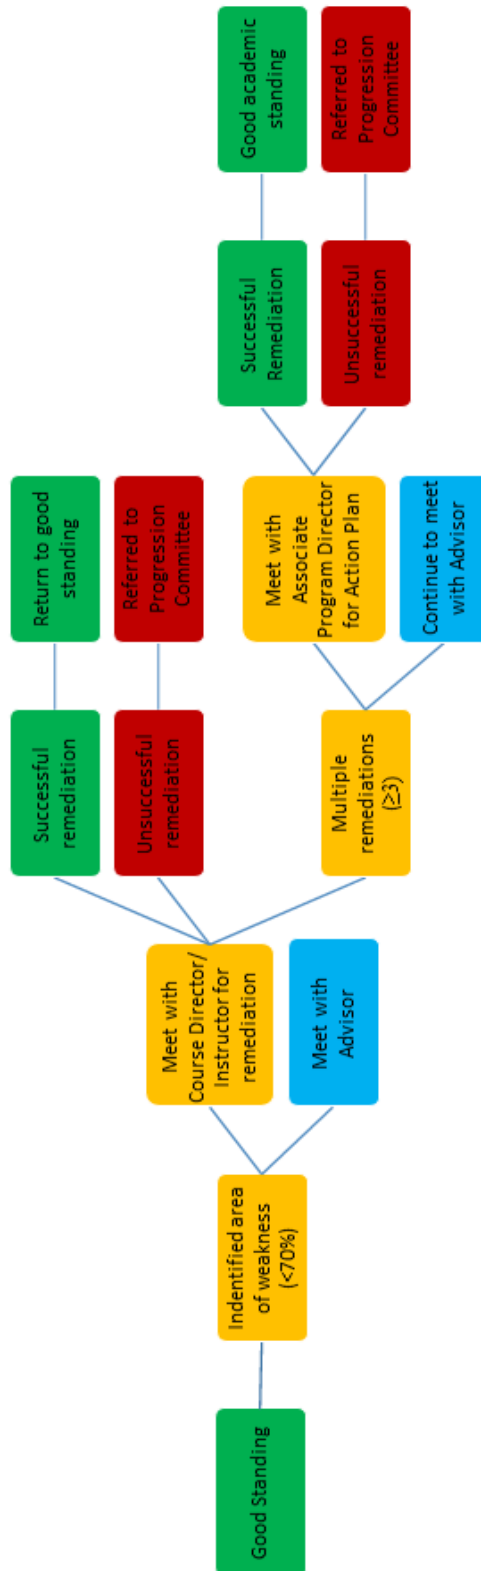 Good Standing
Indentified area
of weakness
(<70%)
Meet with
Course Director/
Instructor for
remediation
Meet with
Advisor
Successful
remediation
Unsuccessful
remediation
Multiple
remediations
(≥3)
Return to good
standing
Referred to
Progression
Committee
Meet with
Associate
Program Director
for Action Plan
Continue to meet
with Advisor
Successful
Remediation
Unsuccessful
remediation
Good academic
standing
Referred to
Progression
Committee